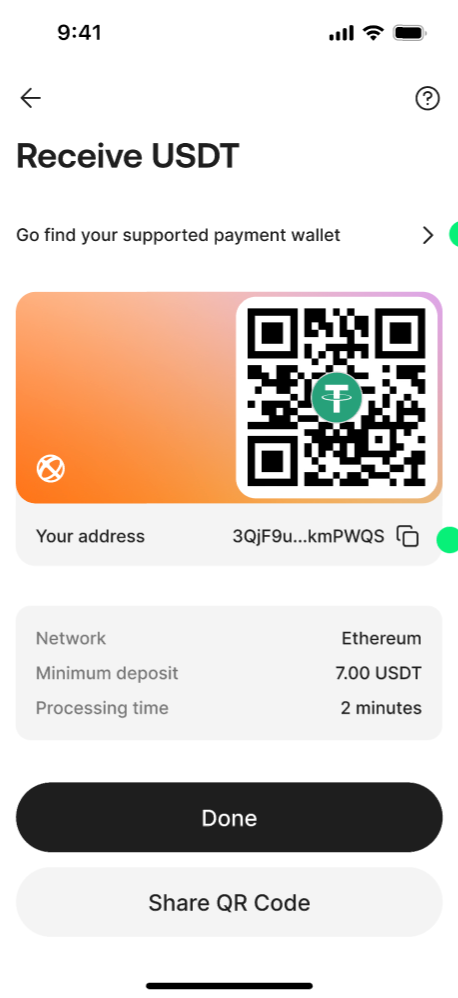 9:41
Receive USDT
Go find your supported payment wallet
Your address 3QjF9u...kmPWQS
Network Ethereum
Minimum deposit 7.00 USDT
Processing time 2 minutes
Done
Share QR Code